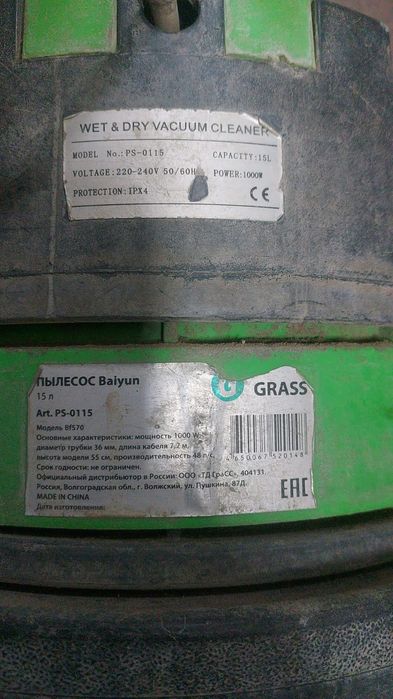 WET & DRY VACUUM CLEANER
MODEL No.:PS-0115 CAPACITY:15L
VOLTAGE:220-240V 50/60H POWER:1000W
PROTECTION:IPX4 CE
ПЫЛЕСОС Baiyun
15 л
Art. PS-0115
Модель Bf570
Основные характеристики: мощность 1000 W,
диаметр трубки 36 мм, длина кабеля 7,2 м,
высота модели 55 см, производительность 48 л/с.
Срок годности: не ограничен.
Официальный дистрибьютор в России: ООО «ТД ГраСС», 404131,
Россия, Волгоградская обл., г. Волжский, ул. Пушкина, 87Д.
MADE IN CHINA
Дата изготовления:
G GRASS
4 650067 520148
EAC